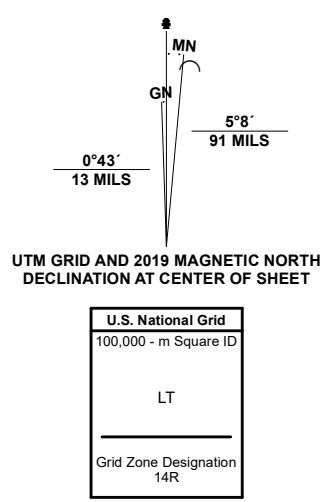 MN
GN
5°8´
91 MILS
0°43´
13 MILS
UTM GRID AND 2019 MAGNETIC NORTH
DECLINATION AT CENTER OF SHEET
U.S. National Grid
100,000 - m Square ID
LT
Grid Zone Designation
14R